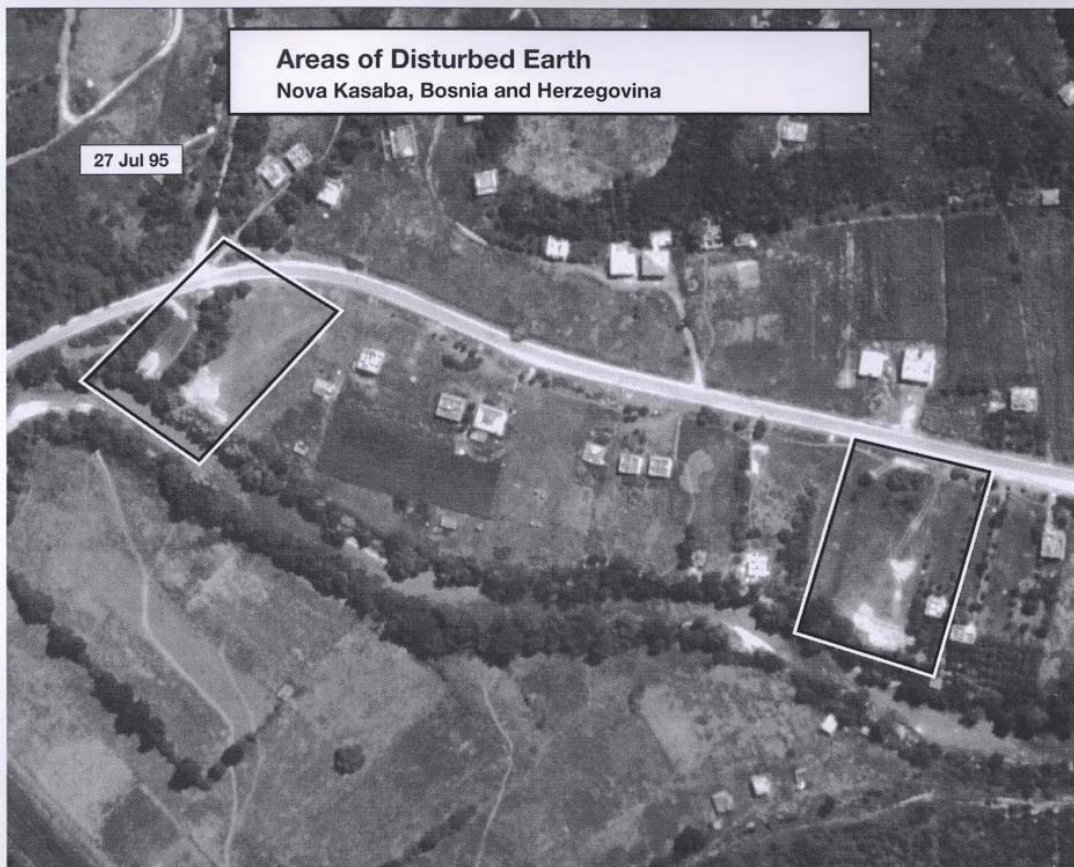 Areas of Disturbed Earth
Nova Kasaba, Bosnia and Herzegovina
27 Jul 95